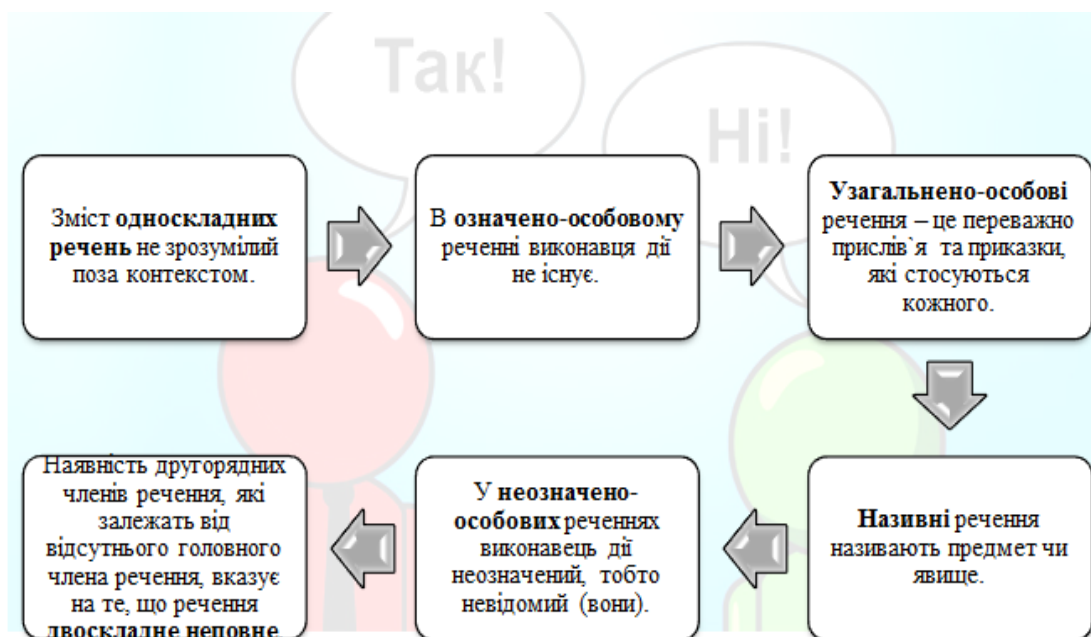 Так!
Ні!
Зміст односкладних
речень не зрозумілий
поза контекстом.
В означено-особовому
реченні виконавця дії
не існує.
Узагальнено-особові
речення – це переважно
прислів`я та приказки,
які стосуються
кожного.
Називні речення
називають предмет чи
явище.
У неозначено-
особових реченнях
виконавець дії
неозначений, тобто
невідомий (вони).
Наявність другорядних
членів речення, які
залежать від
відсутнього головного
члена речення, вказує
на те, що речення
двоскладне неповне